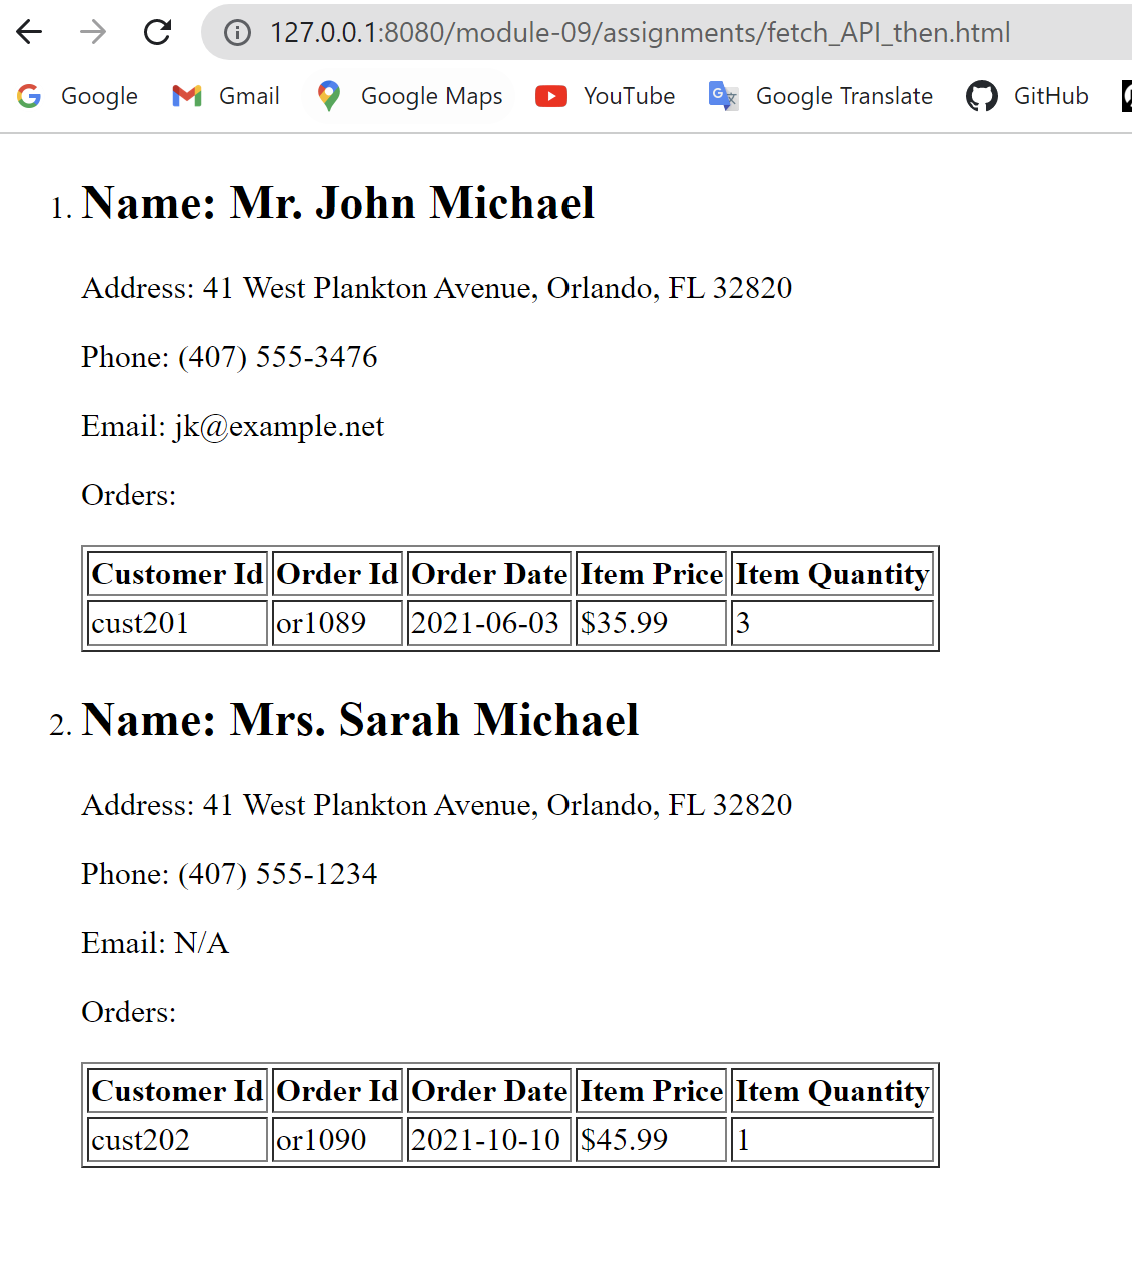 127.0.0.1:8080/module-09/assignments/fetch_API_then.html
Google Gmail Google Maps YouTube Google Translate GitHub
1. Name: Mr. John Michael
Address: 41 West Plankton Avenue, Orlando, FL 32820
Phone: (407) 555-3476
Email: jk@example.net
Orders:
Customer Id Order Id Order Date Item Price Item Quantity
cust201 or1089 2021-06-03 $35.99 3
2. Name: Mrs. Sarah Michael
Address: 41 West Plankton Avenue, Orlando, FL 32820
Phone: (407) 555-1234
Email: N/A
Orders:
Customer Id Order Id Order Date Item Price Item Quantity
cust202 or1090 2021-10-10 $45.99 1